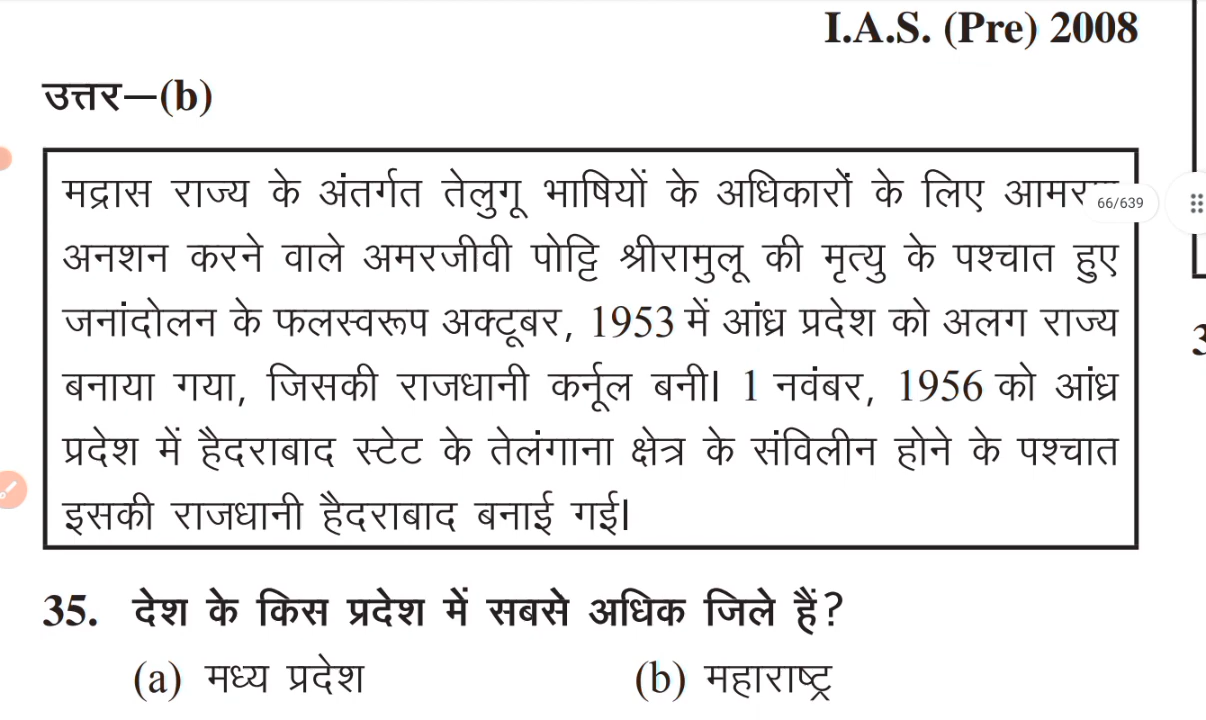 I.A.S. (Pre) 2008
उत्तर—(b)
मद्रास राज्य के अंतर्गत तेलुगू भाषियों के अधिकारों के लिए
66/639
अनशन करने वाले अमरजीवी पोट्टि श्रीरामुलू की मृत्यु के पश्चात हुए
जनांदोलन के फलस्वरूप अक्टूबर, 1953 में आंध्र प्रदेश को अलग राज्य
बनाया गया, जिसकी राजधानी कर्नूल बनी। 1 नवंबर, 1956 को आंध्र
प्रदेश में हैदराबाद स्टेट के तेलंगाना क्षेत्र के संविलीन होने के पश्चात
इसकी राजधानी हैदराबाद बनाई गई।
35. देश के किस प्रदेश में सबसे अधिक जिले हैं?
(a) मध्य प्रदेश (b) महाराष्ट्र